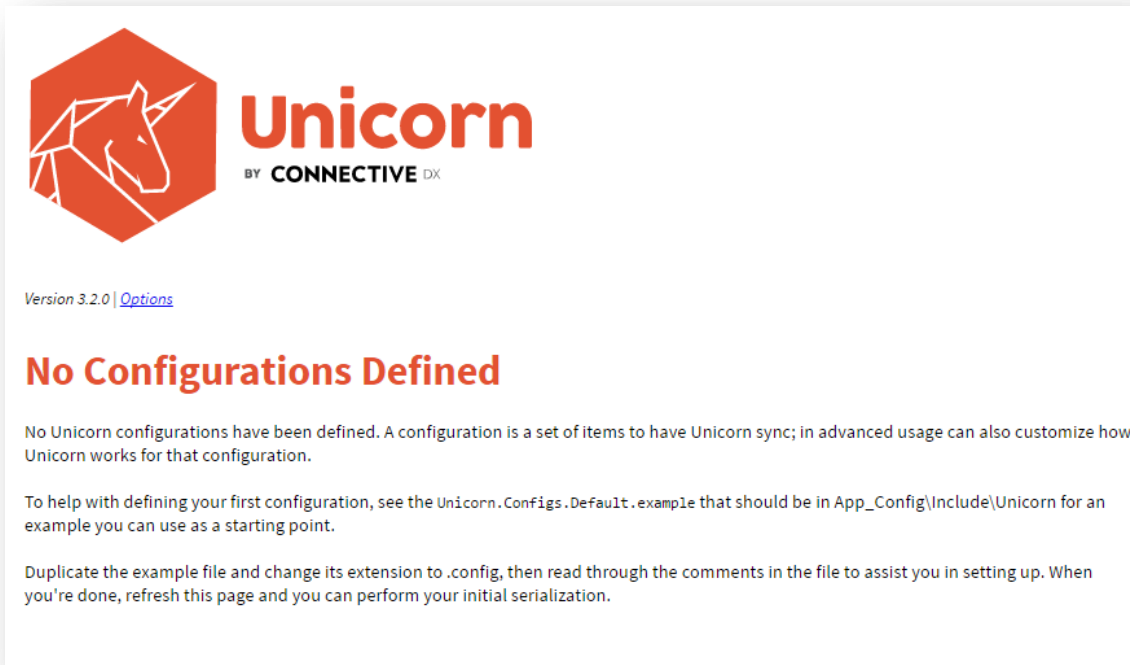 Unicorn
BY CONNECTIVE DX
Version 3.2.0 | Options
No Configurations Defined
No Unicorn configurations have been defined. A configuration is a set of items to have Unicorn sync; in advanced usage can also customize how
Unicorn works for that configuration.
To help with defining your first configuration, see the Unicorn.Configs.Default.example that should be in App_Config\Include\Unicorn for an
example you can use as a starting point.
Duplicate the example file and change its extension to .config, then read through the comments in the file to assist you in setting up. When
you're done, refresh this page and you can perform your initial serialization.